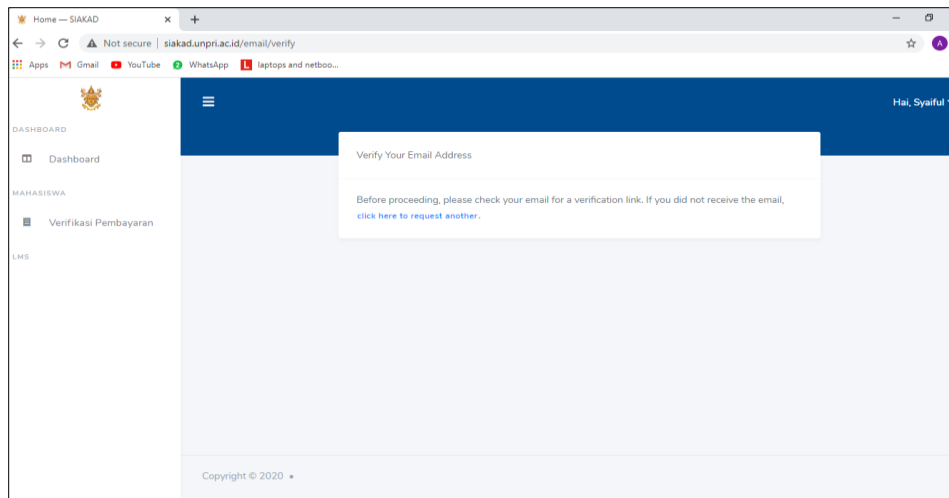 Home — SIAKAD
Not secure | siakad.unpri.ac.id/email/verify
A
Apps Gmail YouTube 2 WhatsApp L laptops and netboo...
Hai, Syaiful
DASHBOARD
Dashboard
MAHASISWA
Verifikasi Pembayaran
LMS
Verify Your Email Address
Before proceeding, please check your email for a verification link. If you did not receive the email,
click here to request another.
Copyright © 2020 •